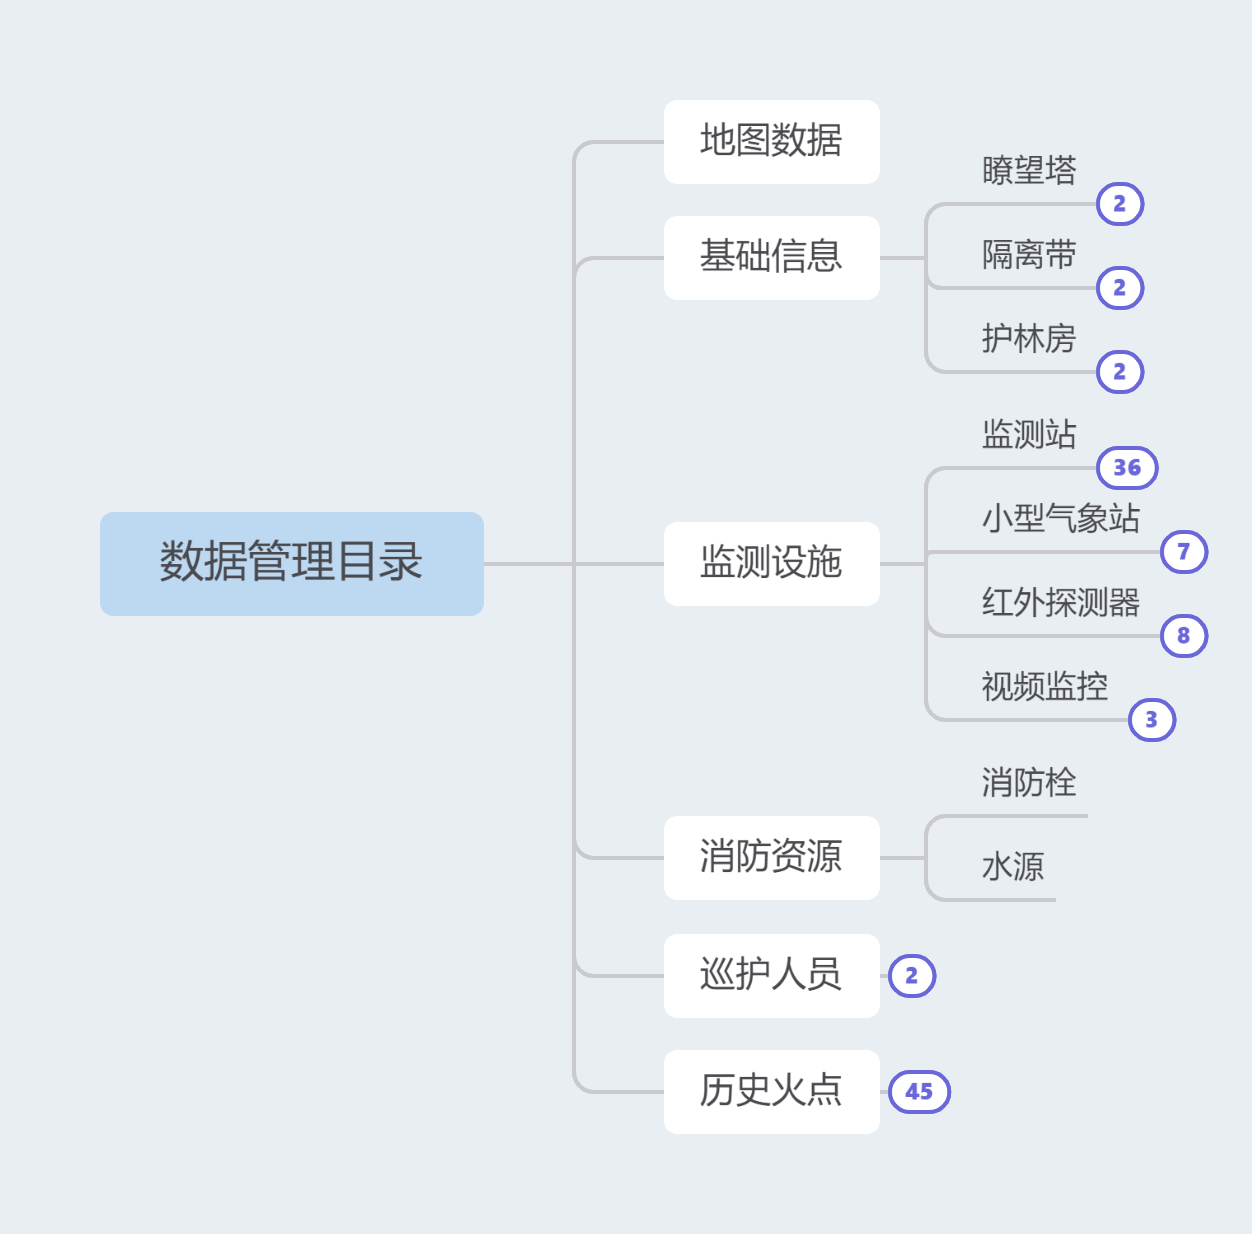 数据管理目录
地图数据
基础信息
瞭望塔
2
隔离带
2
护林房
2
监测设施
监测站
36
小型气象站
7
红外探测器
8
视频监控
3
消防资源
消防栓
水源
巡护人员
2
历史火点
45